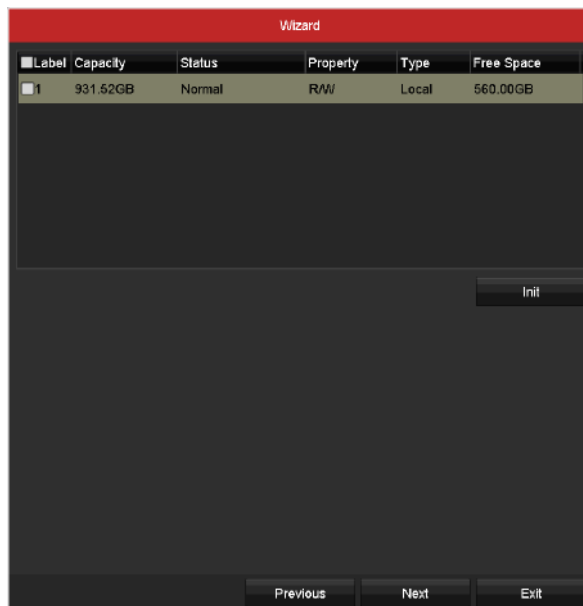 Wizard
Label Capacity Status Property Type Free Space
1 931.52GB Normal R/W Local 560.00GB
Init
Previous Next Exit